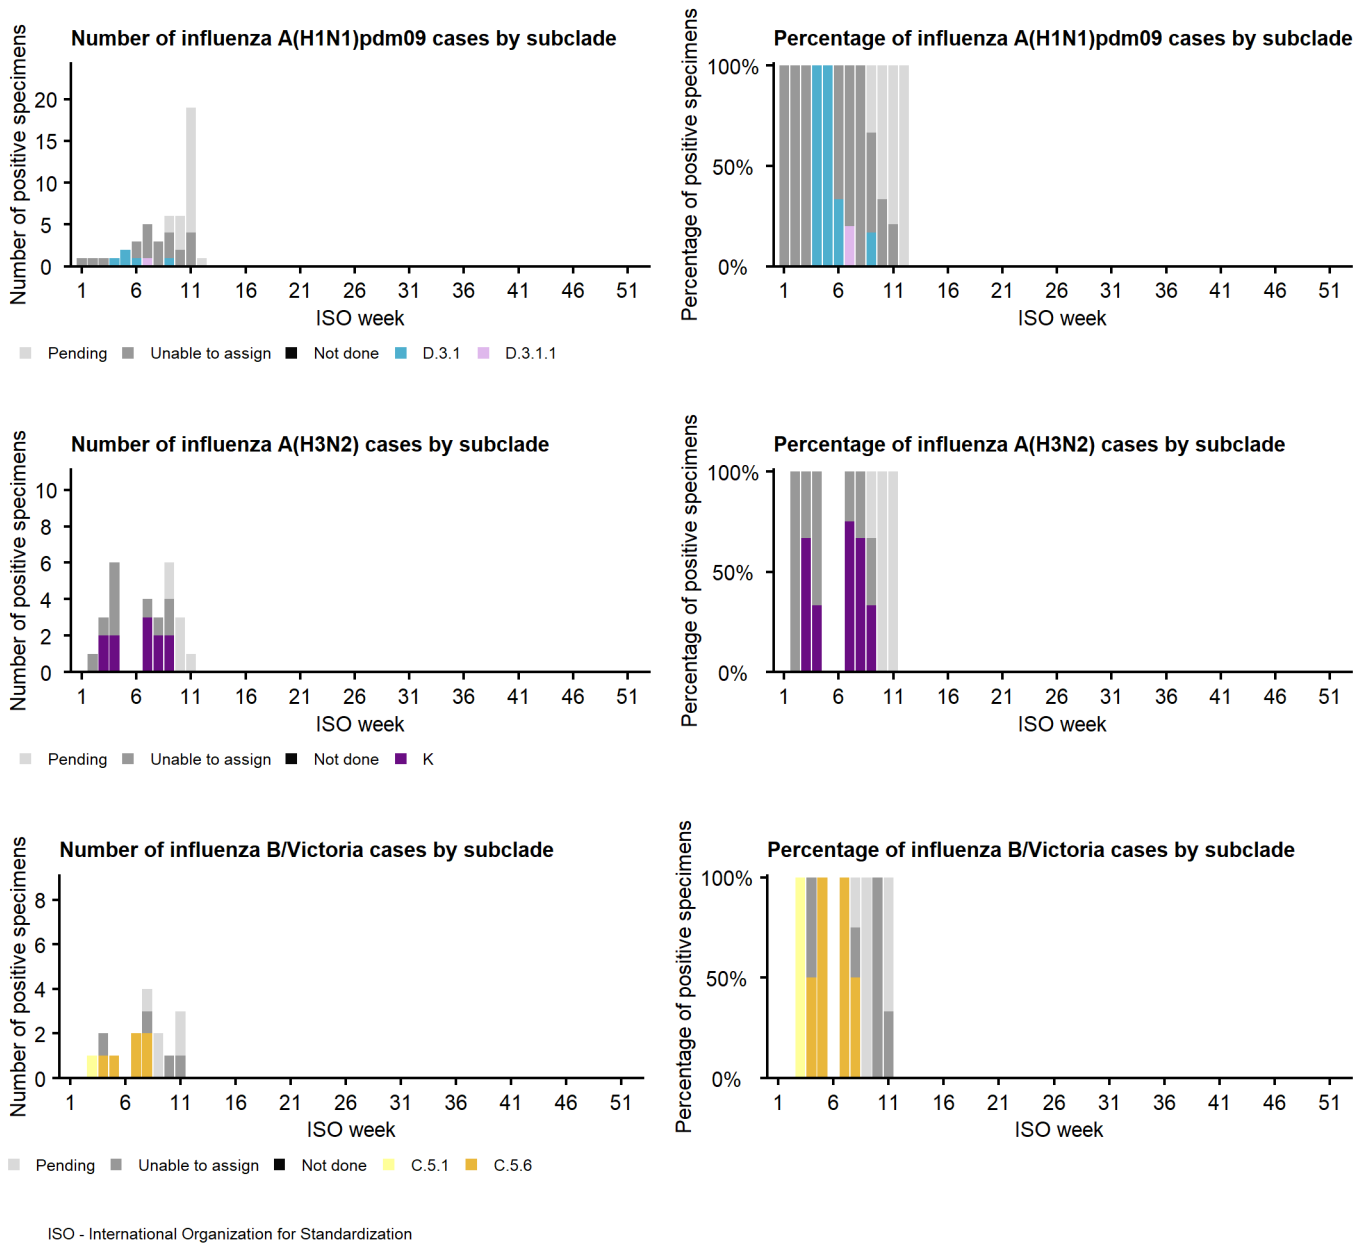 Number of influenza A(H1N1)pdm09 cases by subclade
Number of positive specimens
20
15
10
5
0
1 6 11 16 21 26 31 36 41 46 51
ISO week
Pending Unable to assign Not done D.3.1 D.3.1.1
Percentage of influenza A(H1N1)pdm09 cases by subclade
Percentage of positive specimens
100%
50%
0%
1 6 11 16 21 26 31 36 41 46 51
ISO week
Number of influenza A(H3N2) cases by subclade
Number of positive specimens
10
8
6
4
2
0
1 6 11 16 21 26 31 36 41 46 51
ISO week
Pending Unable to assign Not done K
Percentage of influenza A(H3N2) cases by subclade
Percentage of positive specimens
100%
50%
0%
1 6 11 16 21 26 31 36 41 46 51
ISO week
Number of influenza B/Victoria cases by subclade
Number of positive specimens
8
6
4
2
0
1 6 11 16 21 26 31 36 41 46 51
ISO week
Pending Unable to assign Not done C.5.1 C.5.6
Percentage of influenza B/Victoria cases by subclade
Percentage of positive specimens
100%
50%
0%
1 6 11 16 21 26 31 36 41 46 51
ISO week
ISO - International Organization for Standardization